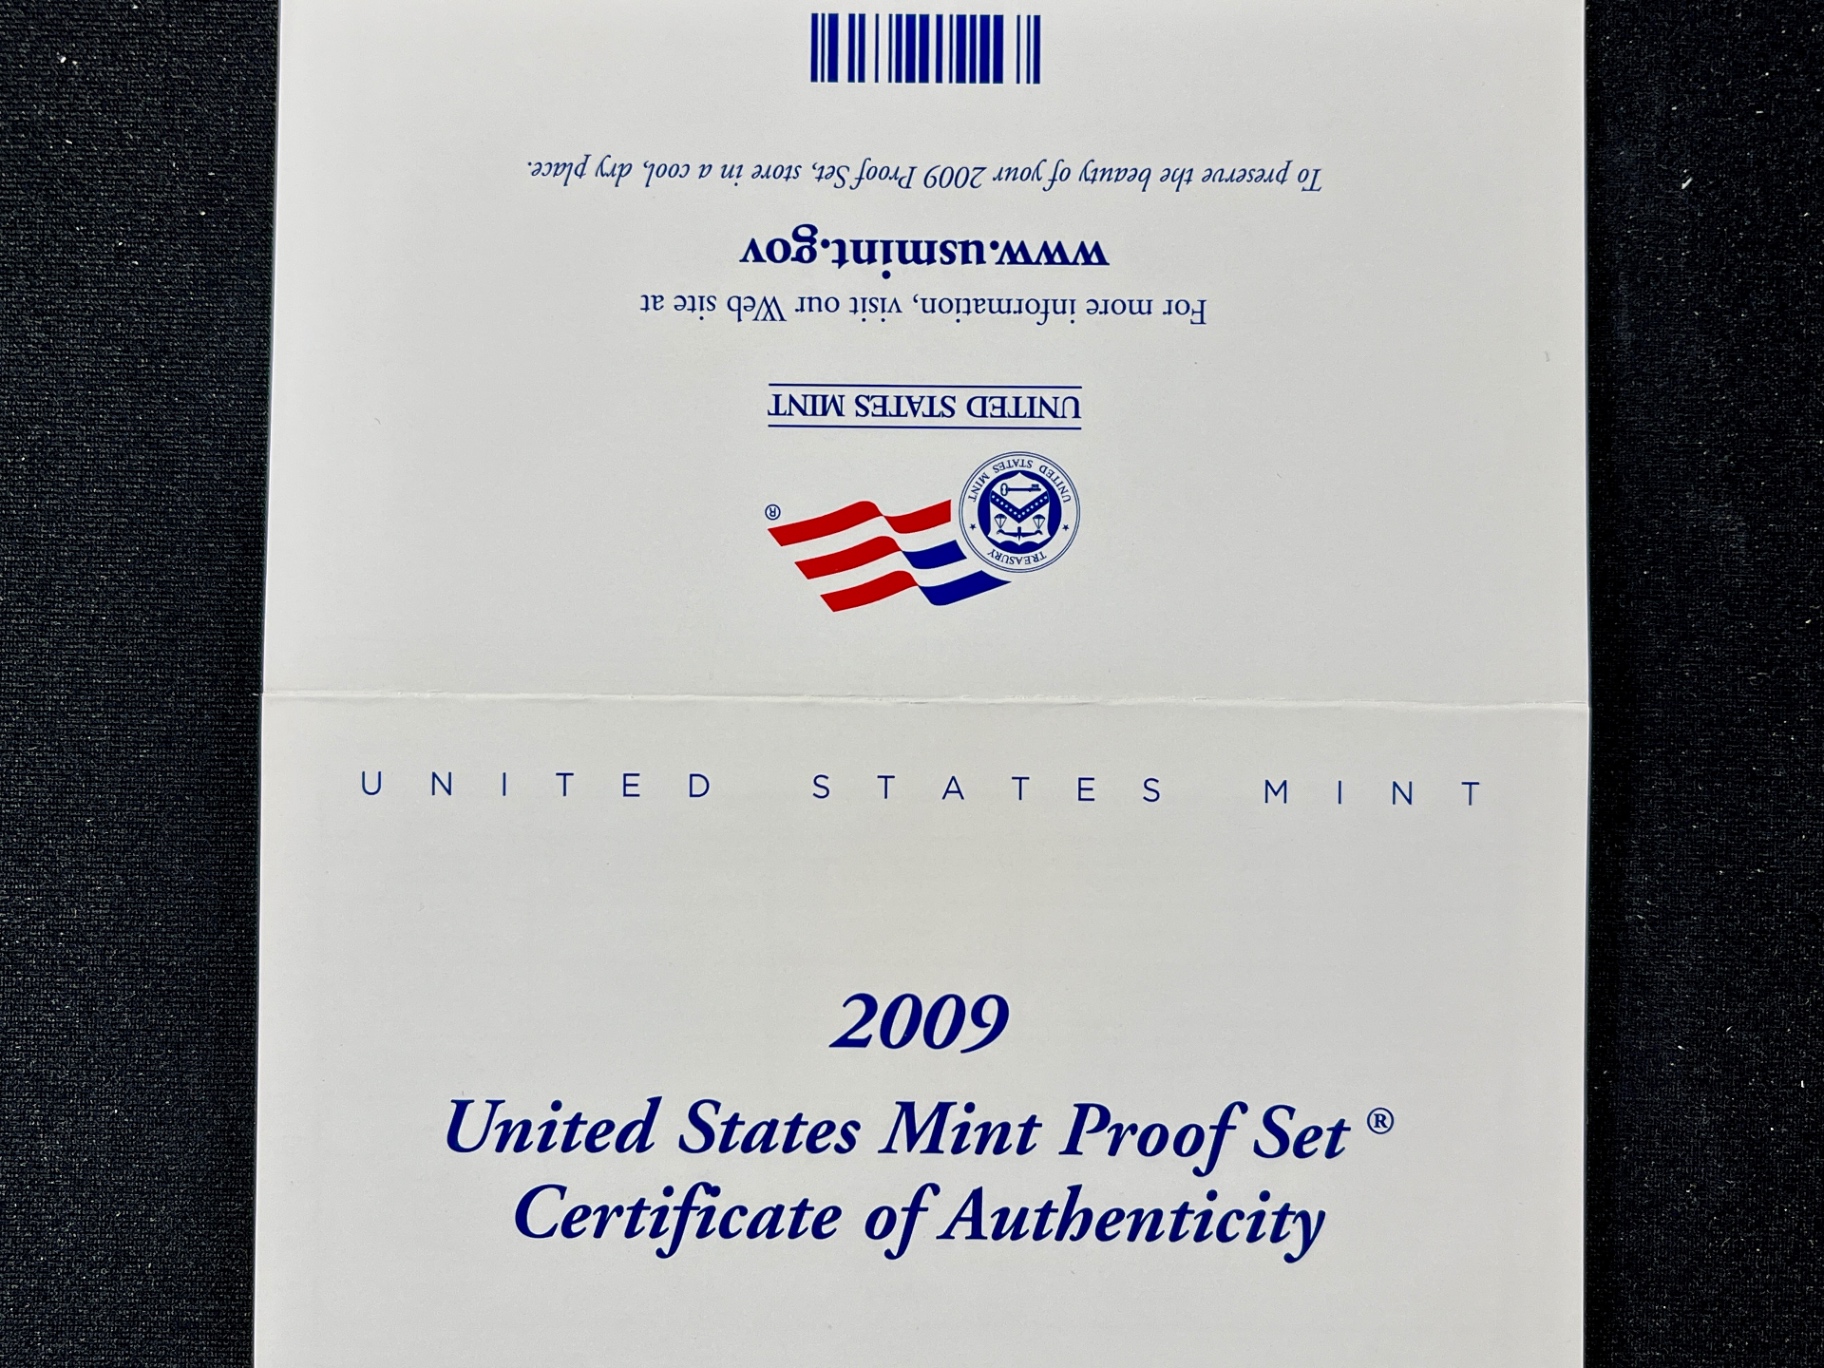 UNITED STATES MINT
2009
United States Mint Proof Set ®
Certificate of Authenticity
TREASURY
UNITED STATES MINT
®
UNITED STATES MINT
For more information, visit our Web site at
www.usmint.gov
To preserve the beauty of your 2009 Proof Set, store in a cool, dry place.